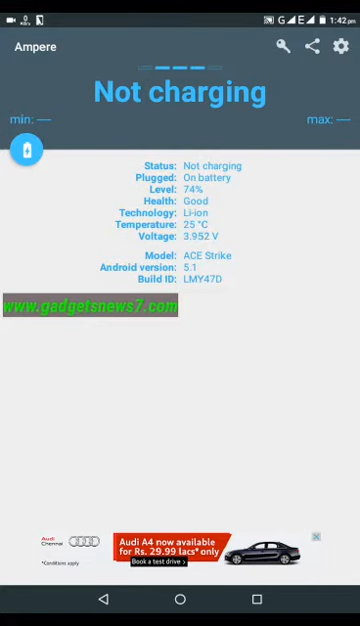 G E 1:42 pm
Ampere
Not charging
min: —
max: —
Status: Not charging
Plugged: On battery
Level: 74%
Health: Good
Technology: Li-ion
Temperature: 25 °C
Voltage: 3.952 V
Model: ACE Strike
Android version: 5.1
Build ID: LMY47D
www.gadgetsnews7.com
Audi
Chennai
*Conditions apply
Audi A4 now available
for Rs. 29.99 lacs* only
Book a test drive >